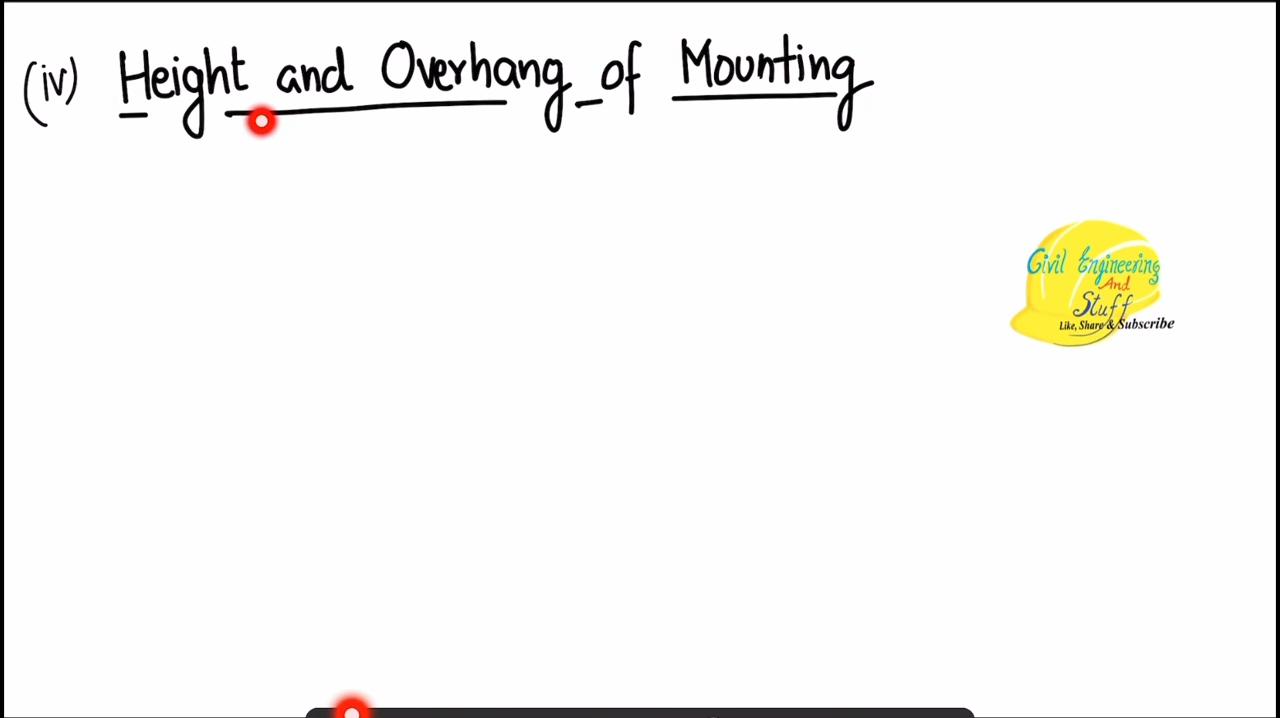 (iv) Height and Overhang of Mounting
Civil Engineering
And
Stuff
Like, Share & Subscribe